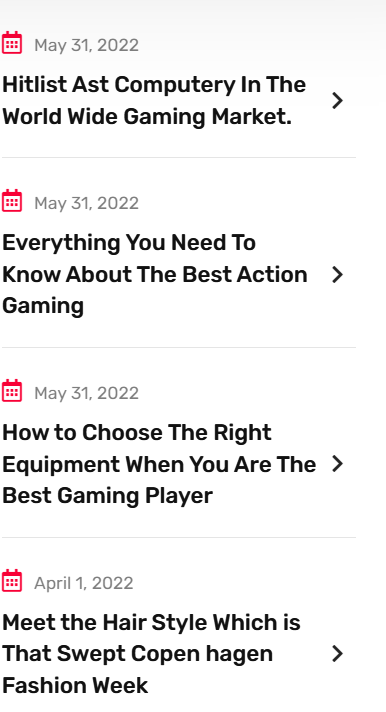 May 31, 2022
Hitlist Ast Computery In The
World Wide Gaming Market.
May 31, 2022
Everything You Need To
Know About The Best Action
Gaming
May 31, 2022
How to Choose The Right
Equipment When You Are The
Best Gaming Player
April 1, 2022
Meet the Hair Style Which is
That Swept Copen hagen
Fashion Week